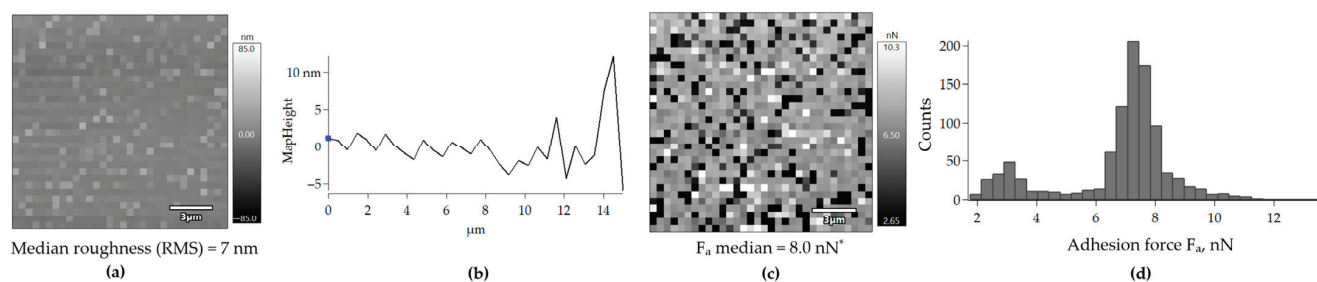 nm
85.0
0.00
−85.0
3μm
Median roughness (RMS) = 7 nm
(a)
MapHeight
10 nm
5
0
−5
0 2 4 6 8 10 12 14
μm
(b)
nN
10.3
6.50
2.65
3μm
Fₐ median = 8.0 nN*
(c)
Counts
200
150
100
50
0
2 4 6 8 10 12
Adhesion force Fₐ, nN
(d)